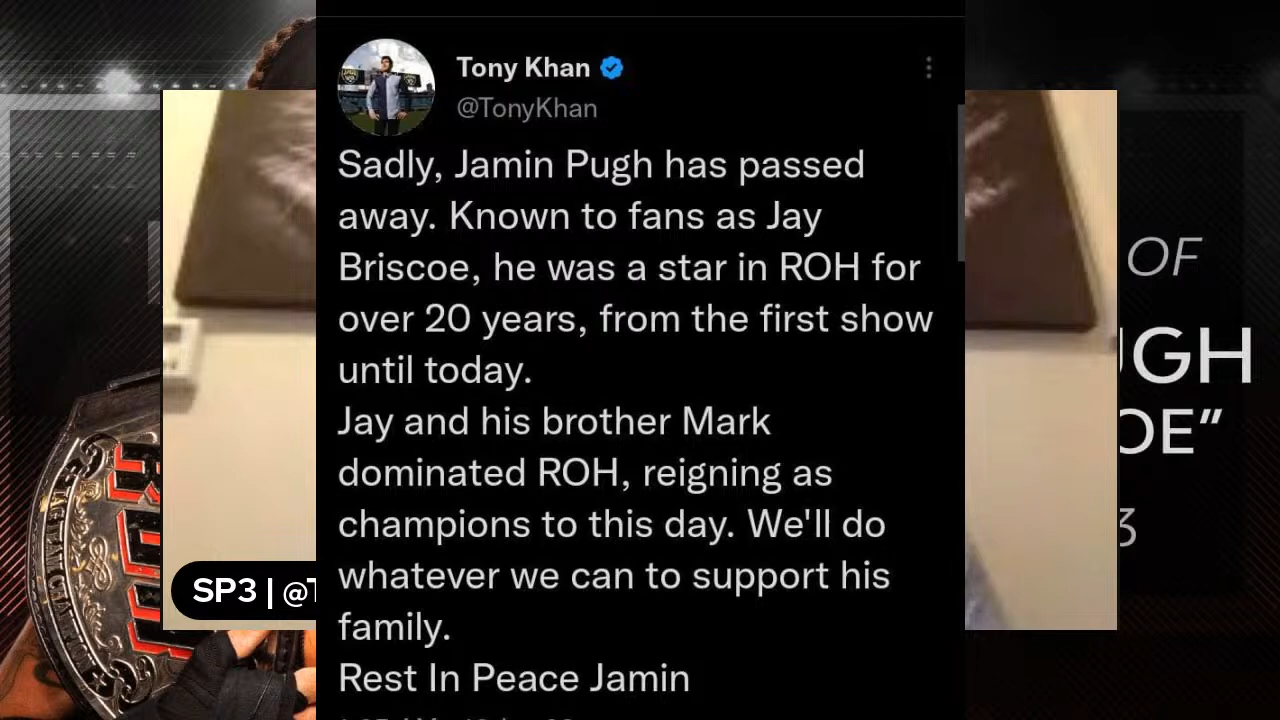 Tony Khan
@TonyKhan
Sadly, Jamin Pugh has passed
away. Known to fans as Jay
Briscoe, he was a star in ROH for
over 20 years, from the first show
until today.
Jay and his brother Mark
dominated ROH, reigning as
champions to this day. We'll do
whatever we can to support his
family.
Rest In Peace Jamin
OF
UGH
OE”
3
SP3 | @T